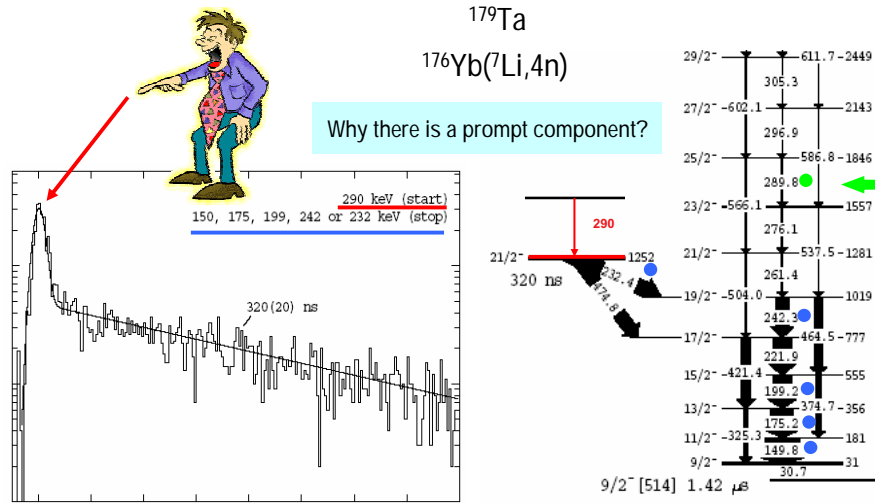 ¹⁷⁹Ta
¹⁷⁶Yb(⁷Li,4n)
Why there is a prompt component?
290 keV (start)
150, 175, 199, 242 or 232 keV (stop)
320(20) ns
290
21/2⁻ 1252
320 ns
232.4
474.8
29/2⁻ 611.7 2449
305.3
27/2⁻ 602.1 2143
296.9
25/2⁻ 586.8 1846
289.8
23/2⁻ 566.1 1557
276.1
21/2⁻ 537.5 1281
261.4
19/2⁻ 504.0 1019
242.3
17/2⁻ 464.5 777
221.9
15/2⁻ 421.4 555
199.2
13/2⁻ 374.7 356
175.2
11/2⁻ 325.3 181
149.8
9/2⁻ 31
30.7
9/2⁻[514] 1.42 μs